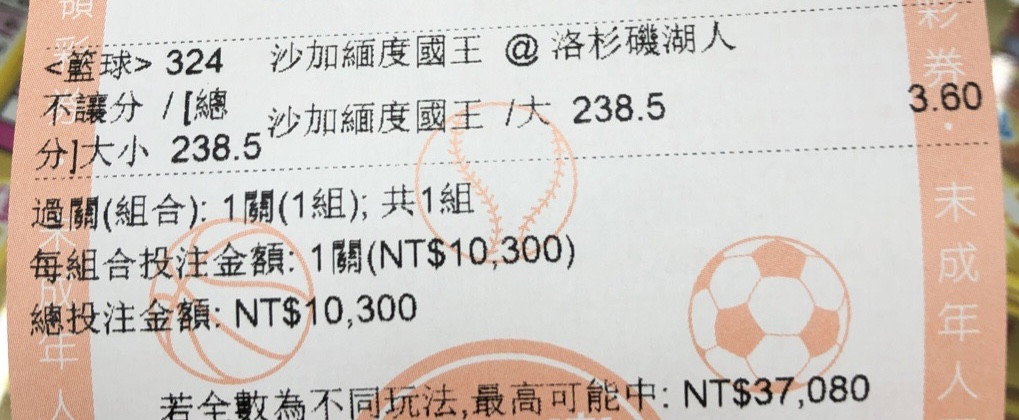 <籃球> 324 沙加緬度國王 @ 洛杉磯湖人
不讓分 /[總
分]大小 238.5
沙加緬度國王 /大 238.5
3.60
過關(組合): 1關(1組); 共1組
每組合投注金額: 1關(NT$10,300)
總投注金額: NT$10,300
若全數為不同玩法,最高可能中: NT$37,080
彩券・未成年人